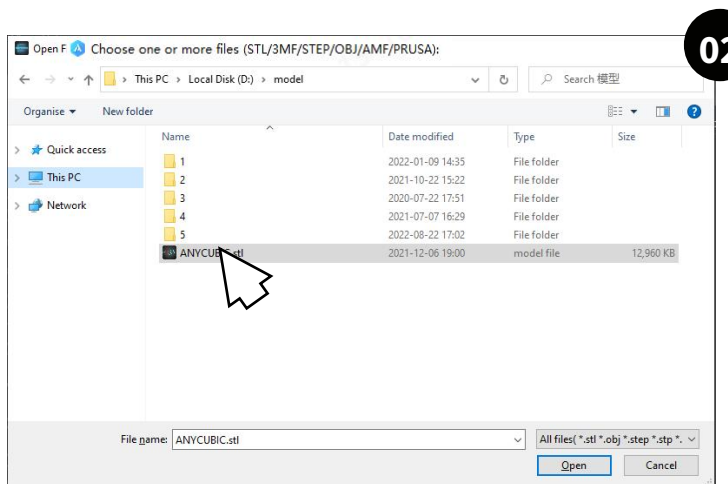 02
Open F Choose one or more files (STL/3MF/STEP/OBJ/AMF/PRUSA):
This PC > Local Disk (D:) > model
Search 模型
Organise New folder
Name Date modified Type Size
Quick access
This PC
Network
1 2022-01-09 14:35 File folder
2 2021-10-22 15:22 File folder
3 2020-07-22 17:51 File folder
4 2021-07-07 16:29 File folder
5 2022-08-22 17:02 File folder
ANYCUBIC.stl 2021-12-06 19:00 model file 12,960 KB
File name: ANYCUBIC.stl
All files( *.stl *.obj *.step *.stp *.
Open Cancel